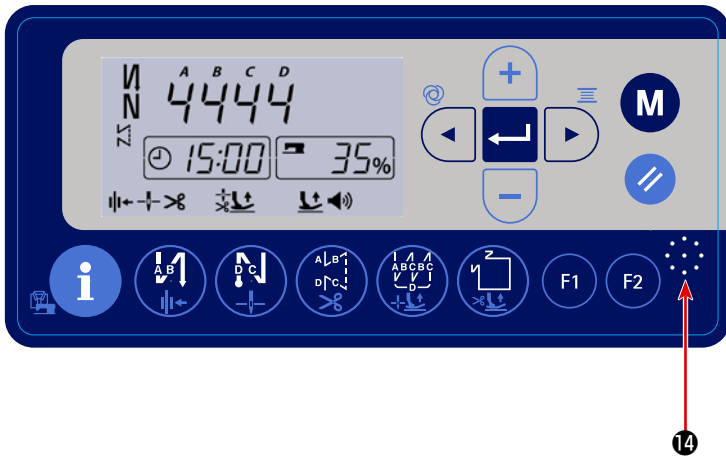 A B C D
4444
15:00 35%
M
i
A B
D C
A B
D C
A B C B C
D
F1 F2
14